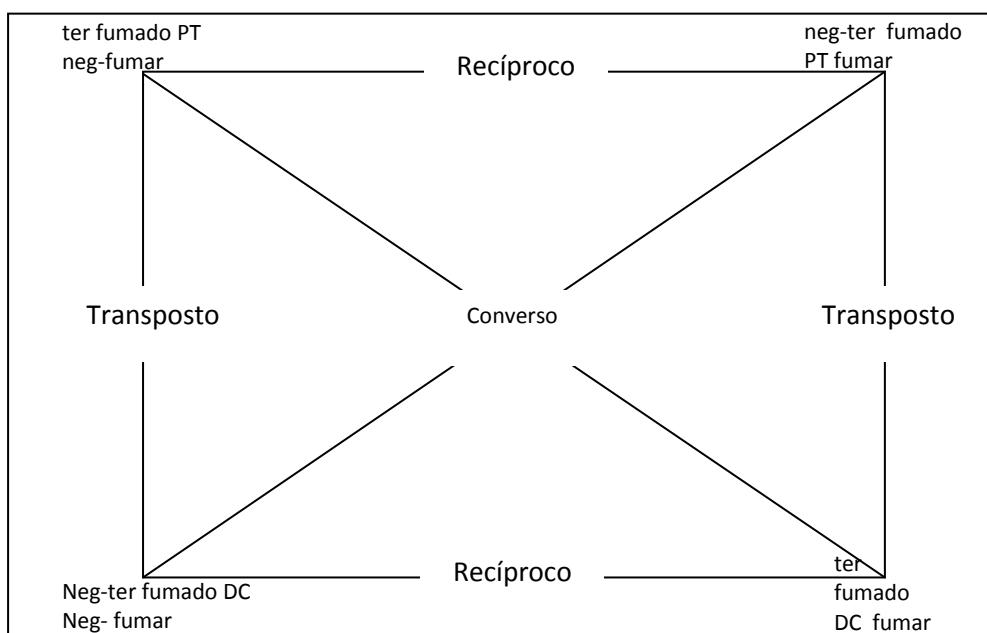 ter fumado PT
neg-fumar
neg-ter fumado
PT fumar
Recíproco
Transposto
Converso
Transposto
Recíproco
Neg-ter fumado DC
Neg- fumar
ter
fumado
DC fumar